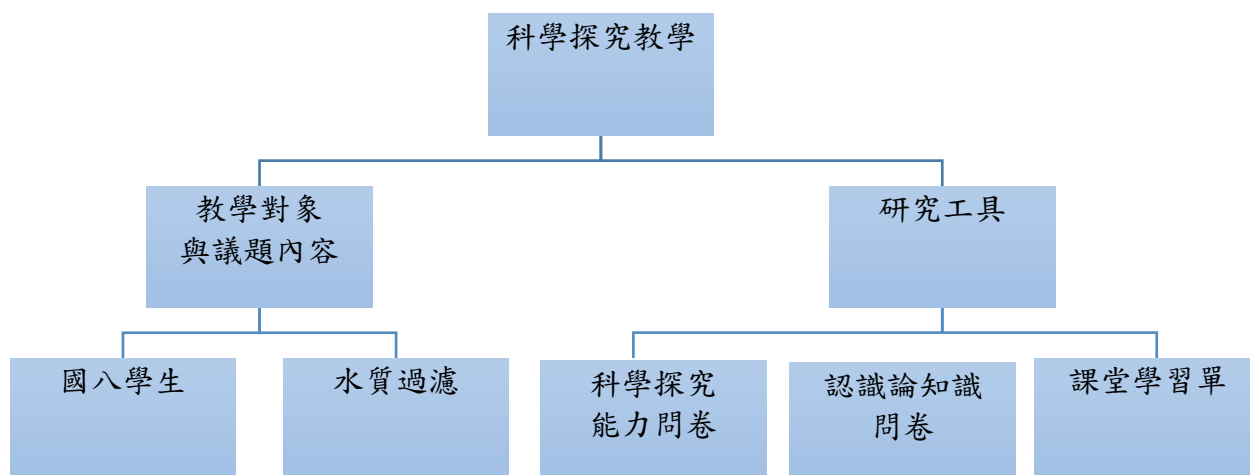 科學探究教學
教學對象
與議題內容
研究工具
國八學生
水質過濾
科學探究
能力問卷
認識論知識
問卷
課堂學習單